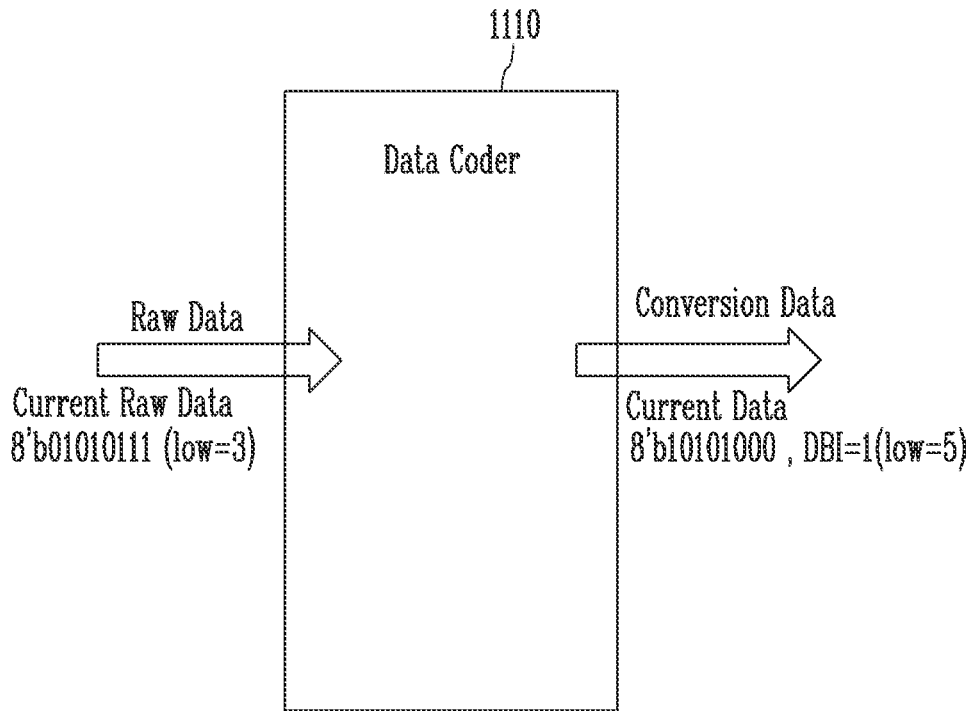 1110
Data Coder
Raw Data
Current Raw Data
8'b01010111 (low=3)
Conversion Data
Current Data
8'b10101000 , DBI=1(low=5)